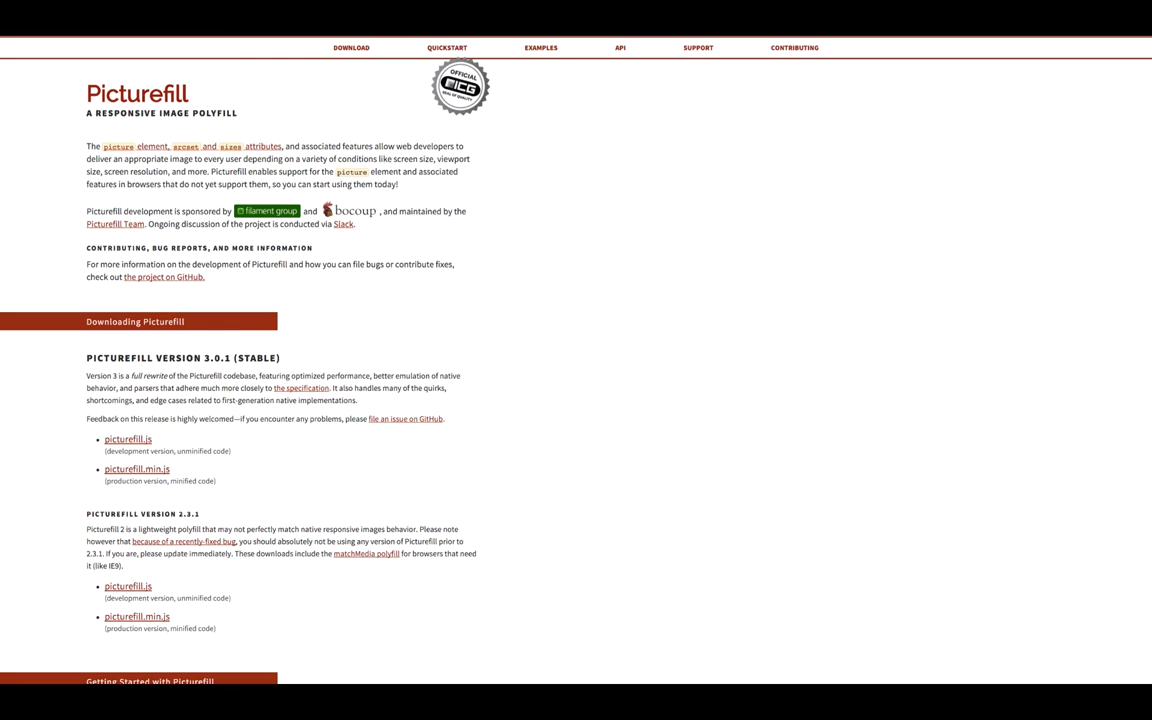 DOWNLOAD QUICKSTART EXAMPLES API SUPPORT CONTRIBUTING
OFFICIAL
RICG
SEAL OF QUALITY
Picturefill
A RESPONSIVE IMAGE POLYFILL
The picture element, srcset and sizes attributes, and associated features allow web developers to
deliver an appropriate image to every user depending on a variety of conditions like screen size, viewport
size, screen resolution, and more. Picturefill enables support for the picture element and associated
features in browsers that do not yet support them, so you can start using them today!
Picturefill development is sponsored by filament group and bocoup , and maintained by the
Picturefill Team. Ongoing discussion of the project is conducted via Slack.
CONTRIBUTING, BUG REPORTS, AND MORE INFORMATION
For more information on the development of Picturefill and how you can file bugs or contribute fixes,
check out the project on GitHub.
Downloading Picturefill
PICTUREFILL VERSION 3.0.1 (STABLE)
Version 3 is a full rewrite of the Picturefill codebase, featuring optimized performance, better emulation of native
behavior, and parsers that adhere much more closely to the specification. It also handles many of the quirks,
shortcomings, and edge cases related to first-generation native implementations.
Feedback on this release is highly welcomed—if you encounter any problems, please file an issue on GitHub.
• picturefill.js
(development version, unminified code)
• picturefill.min.js
(production version, minified code)
PICTUREFILL VERSION 2.3.1
Picturefill 2 is a lightweight polyfill that may not perfectly match native responsive images behavior. Please note
however that because of a recently-fixed bug, you should absolutely not be using any version of Picturefill prior to
2.3.1. If you are, please update immediately. These downloads include the matchMedia polyfill for browsers that need
it (like IE9).
• picturefill.js
(development version, unminified code)
• picturefill.min.js
(production version, minified code)
Getting Started with Picturefill